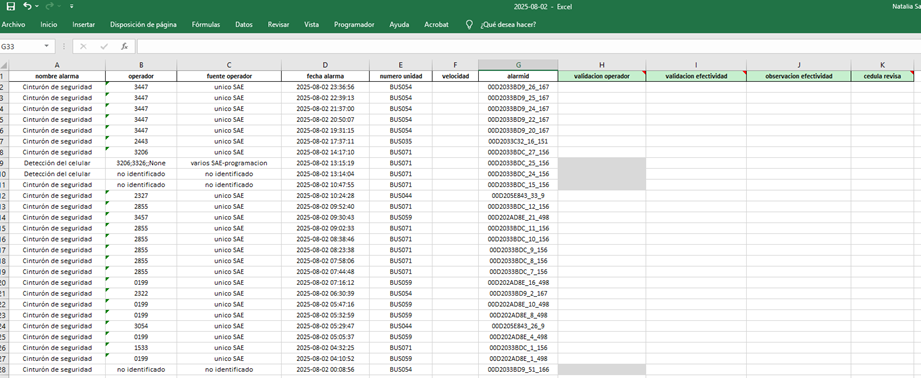 2025-08-02 - Excel
Natalia Sa
Archivo Inicio Insertar Disposición de página Fórmulas Datos Revisar Vista Programador Ayuda Acrobat ¿Qué desea hacer?
G33 fx
A B C D E F G H I J K
1 nombre alarma operador fuente operador fecha alarma numero unidad velocidad alarmid validacion operador validacion efectividad observacion efectividad cedula revisa
2 Cinturón de seguridad 3447 unico SAE 2025-08-02 23:36:56 BUS054 00D2033BD9_26_167
3 Cinturón de seguridad 3447 unico SAE 2025-08-02 22:39:13 BUS054 00D2033BD9_25_167
4 Cinturón de seguridad 3447 unico SAE 2025-08-02 21:37:00 BUS054 00D2033BD9_24_167
5 Cinturón de seguridad 3447 unico SAE 2025-08-02 20:50:07 BUS054 00D2033BD9_22_167
6 Cinturón de seguridad 3447 unico SAE 2025-08-02 19:31:15 BUS054 00D2033BD9_20_167
7 Cinturón de seguridad 2443 unico SAE 2025-08-02 17:37:11 BUS035 00D2033C32_16_151
8 Cinturón de seguridad 3206 unico SAE 2025-08-02 14:17:10 BUS071 00D2033BDC_27_156
9 Detección del celular 3206;3326;;None varios SAE-programacion 2025-08-02 13:15:19 BUS071 00D2033BDC_25_156
10 Detección del celular no identificado no identificado 2025-08-02 13:14:04 BUS071 00D2033BDC_24_156
11 Cinturón de seguridad no identificado no identificado 2025-08-02 10:47:55 BUS071 00D2033BDC_15_156
12 Cinturón de seguridad 2327 unico SAE 2025-08-02 10:24:28 BUS044 00D205E843_33_9
13 Cinturón de seguridad 2855 unico SAE 2025-08-02 09:52:40 BUS071 00D2033BDC_12_156
14 Cinturón de seguridad 3457 unico SAE 2025-08-02 09:30:43 BUS059 00D202AD8E_21_498
15 Cinturón de seguridad 2855 unico SAE 2025-08-02 09:02:33 BUS071 00D2033BDC_11_156
16 Cinturón de seguridad 2855 unico SAE 2025-08-02 08:38:46 BUS071 00D2033BDC_10_156
17 Cinturón de seguridad 2855 unico SAE 2025-08-02 08:23:38 BUS071 00D2033BDC_9_156
18 Cinturón de seguridad 2855 unico SAE 2025-08-02 07:58:06 BUS071 00D2033BDC_8_156
19 Cinturón de seguridad 2855 unico SAE 2025-08-02 07:44:48 BUS071 00D2033BDC_7_156
20 Cinturón de seguridad 0199 unico SAE 2025-08-02 07:16:12 BUS059 00D202AD8E_16_498
21 Cinturón de seguridad 2322 unico SAE 2025-08-02 06:30:39 BUS054 00D2033BD9_2_167
22 Cinturón de seguridad 0199 unico SAE 2025-08-02 05:47:16 BUS059 00D202AD8E_10_498
23 Cinturón de seguridad 0199 unico SAE 2025-08-02 05:32:59 BUS059 00D202AD8E_8_498
24 Cinturón de seguridad 3054 unico SAE 2025-08-02 05:29:47 BUS044 00D205E843_26_9
25 Cinturón de seguridad 0199 unico SAE 2025-08-02 05:05:37 BUS059 00D202AD8E_4_498
26 Cinturón de seguridad 1533 unico SAE 2025-08-02 04:32:25 BUS071 00D2033BDC_1_156
27 Cinturón de seguridad 0199 unico SAE 2025-08-02 04:10:52 BUS059 00D202AD8E_1_498
28 Cinturón de seguridad no identificado no identificado 2025-08-02 00:08:56 BUS054 00D2033BD9_51_166